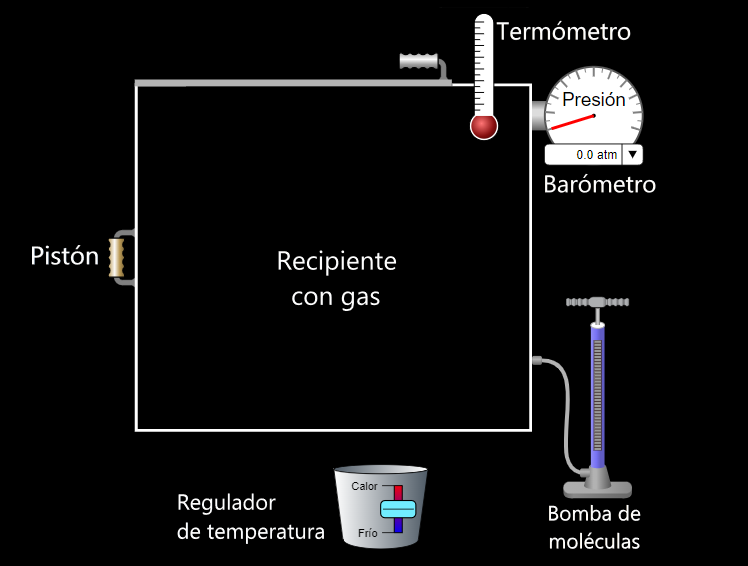 Termómetro
Presión
0.0 atm
Barómetro
Pistón
Recipiente
con gas
Calor
Frío
Regulador
de temperatura
Bomba de
moléculas